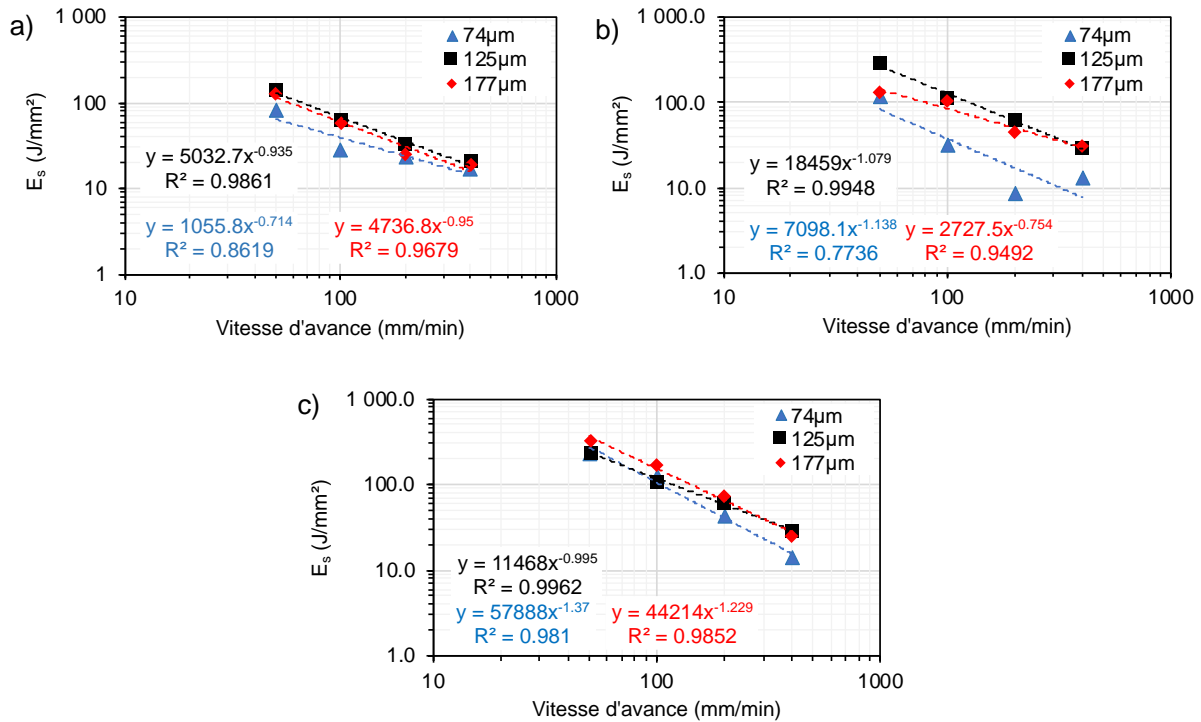 a)
1 000
100
10
1
E_s (J/mm²)
74µm
125µm
177µm
y = 5032.7x^-0.935
R² = 0.9861
y = 1055.8x^-0.714
R² = 0.8619
y = 4736.8x^-0.95
R² = 0.9679
10
100
1000
Vitesse d'avance (mm/min)
b)
1 000.0
100.0
10.0
1.0
E_s (J/mm²)
74µm
125µm
177µm
y = 18459x^-1.079
R² = 0.9948
y = 7098.1x^-1.138
R² = 0.7736
y = 2727.5x^-0.754
R² = 0.9492
10
100
1000
Vitesse d'avance (mm/min)
c)
1 000.0
100.0
10.0
1.0
E_s (J/mm²)
74µm
125µm
177µm
y = 11468x^-0.995
R² = 0.9962
y = 57888x^-1.37
R² = 0.981
y = 44214x^-1.229
R² = 0.9852
10
100
1000
Vitesse d'avance (mm/min)